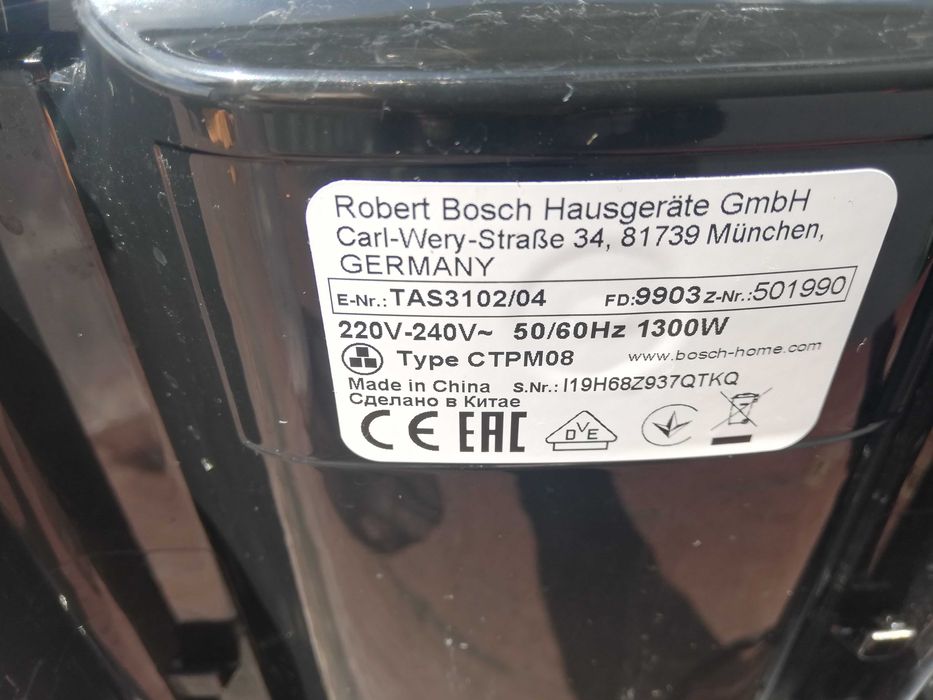 Robert Bosch Hausgeräte GmbH
Carl-Wery-Straße 34, 81739 München,
GERMANY
E-Nr.: TAS3102/04 FD:9903 Z-Nr.:501990
220V-240V~ 50/60Hz 1300W
Type CTPM08 www.bosch-home.com
Made in China S.Nr.: I19H68Z937QTKQ
Сделано в Китае
CE EAC DVE